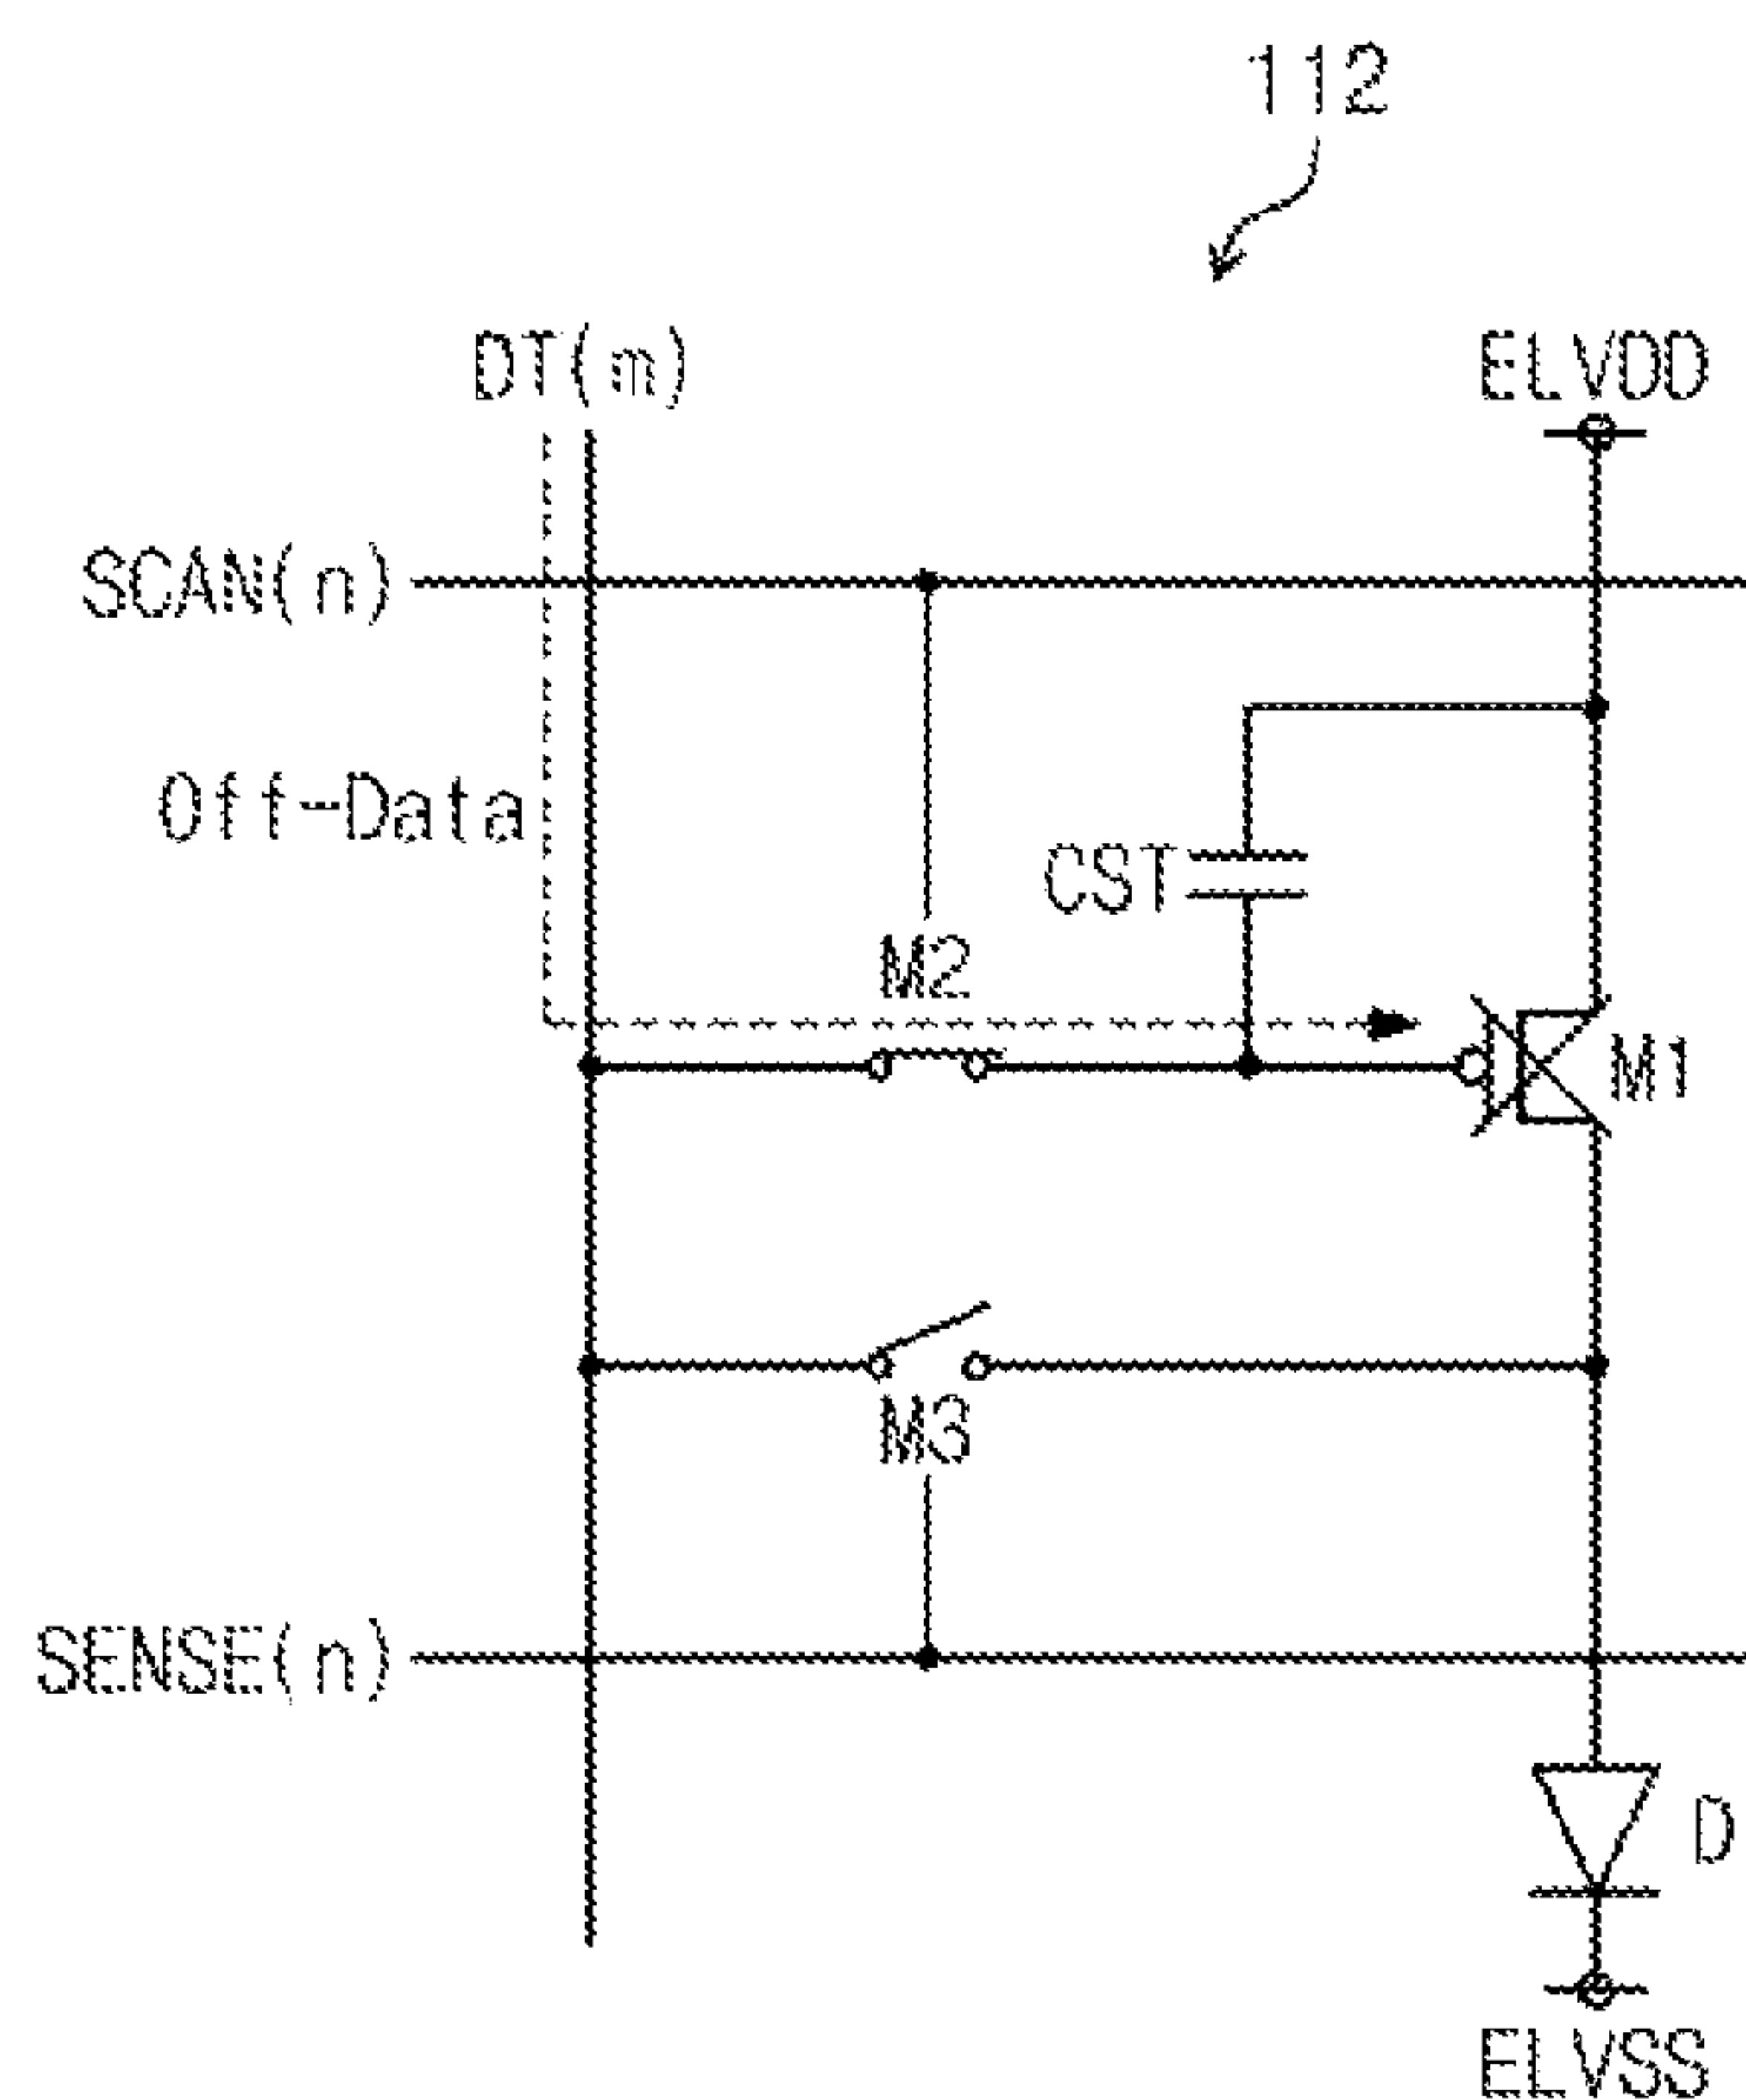 112
DT(m)
ELVDD
SCAN(n)
Off-Data
CST
M2
M1
M3
SENSE(n)
D
ELVSS